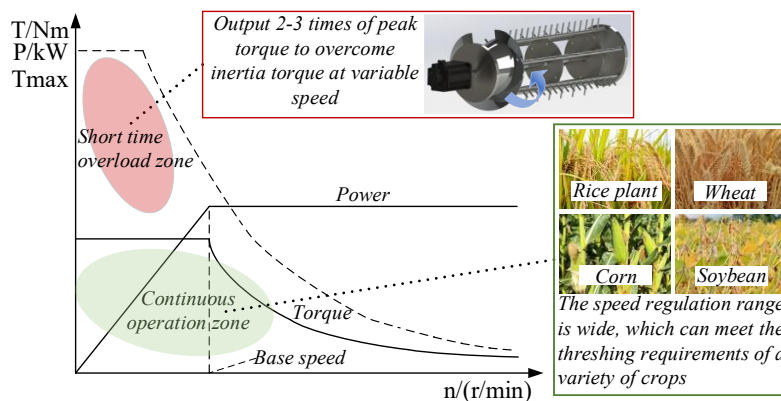 T/Nm
P/kW
Tmax
Output 2-3 times of peak
torque to overcome
inertia torque at variable
speed
Short time
overload zone
Power
Rice plant
Wheat
Corn
Soybean
Continuous
operation zone
Torque
Base speed
n/(r/min)
The speed regulation range
is wide, which can meet the
threshing requirements of a
variety of crops